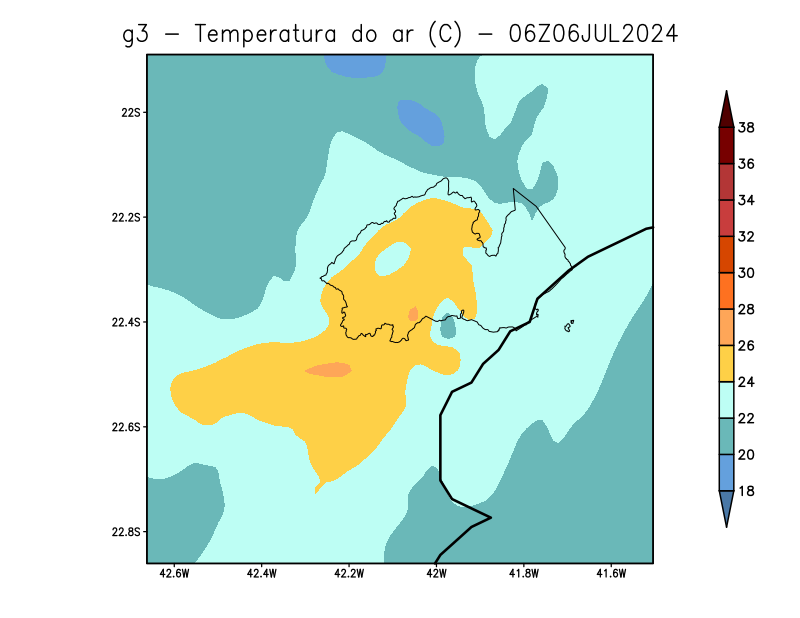 g3 – Temperatura do ar (C) – 06Z06JUL2024
22S
22.2S
22.4S
22.6S
22.8S
42.6W
42.4W
42.2W
42W
41.8W
41.6W
38
36
34
32
30
28
26
24
22
20
18